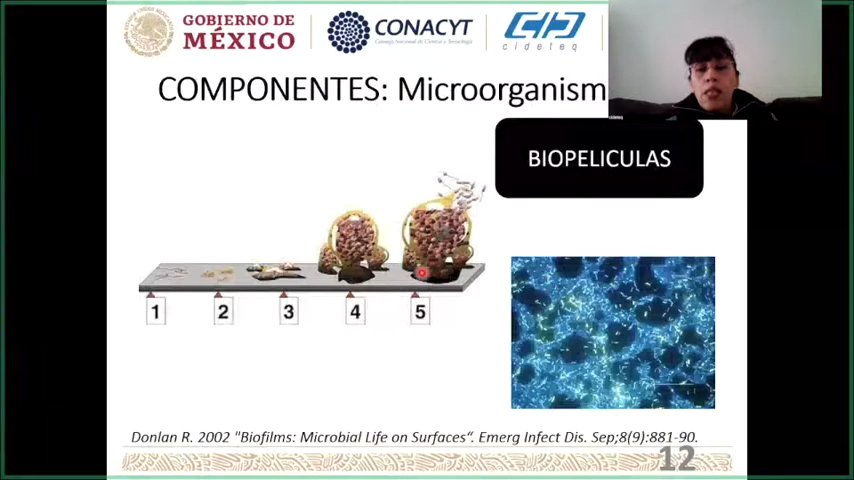 GOBIERNO DE
MÉXICO
CONACYT
Consejo Nacional de Ciencia y Tecnología
cideteq
COMPONENTES: Microorganism
BIOPELICULAS
1 2 3 4 5
Donlan R. 2002 "Biofilms: Microbial Life on Surfaces“. Emerg Infect Dis. Sep;8(9):881-90.
12